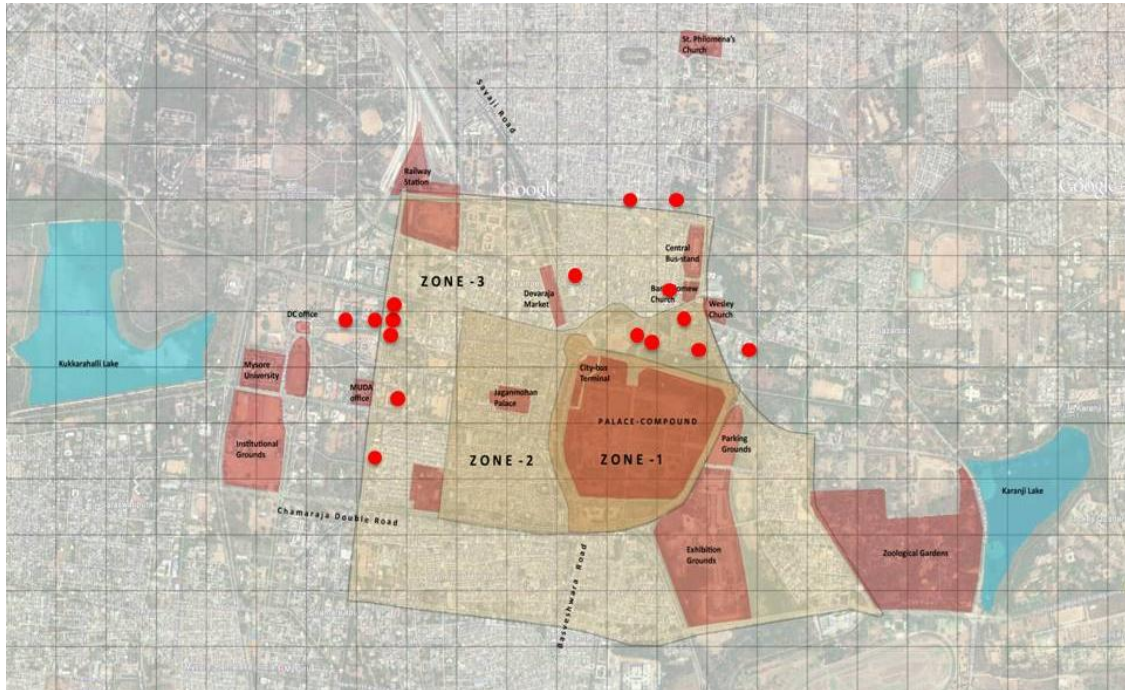 St. Philomena's
Church
Sayaji Road
Railway
Station
Google
Google
Central
Bus-stand
ZONE -3
Devaraja
Market
Church
Wesley
Church
DC office
Kukkarahalli Lake
Mysore
University
MUDA
office
City-bus
Terminal
Jaganmohan
Palace
PALACE-COMPOUND
Institutional
Grounds
Parking
Grounds
ZONE -2
ZONE -1
Karanji Lake
Chamaraja Double Road
Exhibition
Grounds
Zoological Gardens
Basveshwara Road